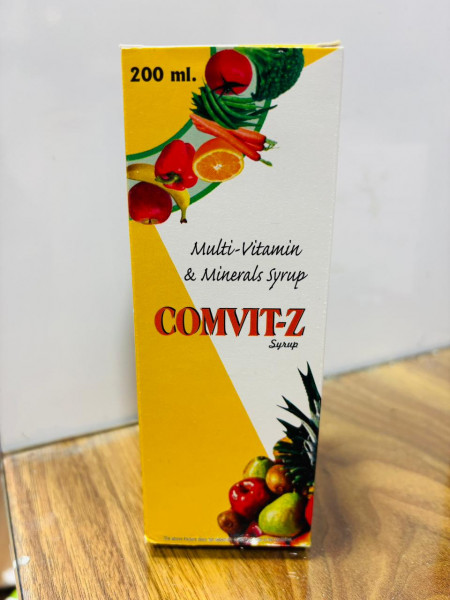 200 ml.
Multi-Vitamin
& Minerals Syrup
COMVIT-Z
Syrup